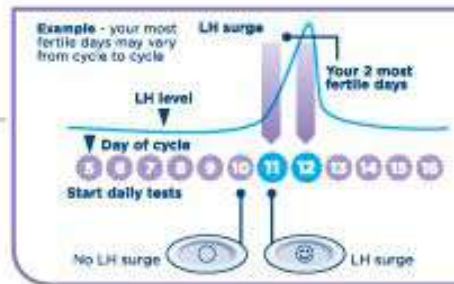 Example - your most
fertile days may vary
from cycle to cycle
LH surge
Your 2 most
fertile days
LH level
Day of cycle
5 6 7 8 9 10 11 12 13 14 15 16
Start daily tests
No LH surge
LH surge